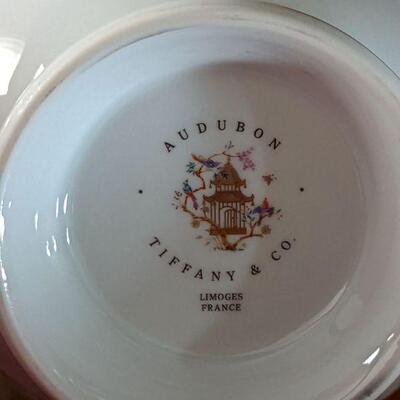 AUDUBON
TIFFANY & CO.
LIMOGES
FRANCE